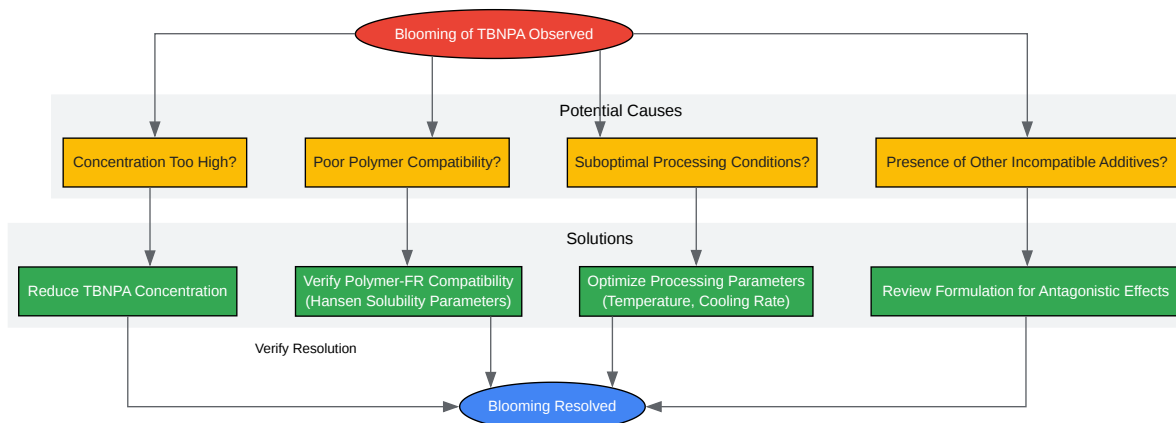 Blooming of TBNPA Observed
Potential Causes
Concentration Too High?
Poor Polymer Compatibility?
Suboptimal Processing Conditions?
Presence of Other Incompatible Additives?
Solutions
Reduce TBNPA Concentration
Verify Polymer-FR Compatibility
(Hansen Solubility Parameters)
Optimize Processing Parameters
(Temperature, Cooling Rate)
Review Formulation for Antagonistic Effects
Verify Resolution
Blooming Resolved